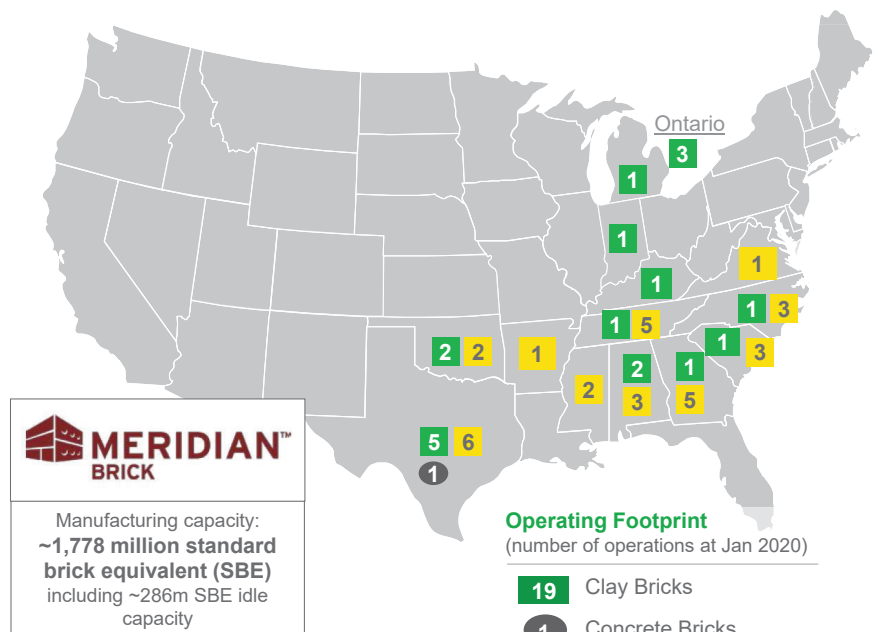 Ontario
3
1
1
1
1
1 5
1 3
1
3
2 2
1
2
2
3
1
5
5 6
1
MERIDIAN™
BRICK
Manufacturing capacity:
~1,778 million standard
brick equivalent (SBE)
including ~286m SBE idle
capacity
Operating Footprint
(number of operations at Jan 2020)
19 Clay Bricks
1 Concrete Bricks